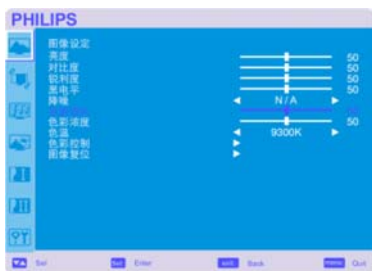 PHILIPS
图像设定
亮度 50
对比度 50
锐利度 50
黑电平 50
降噪 N/A
色彩浓度 50
色温 9300K
色彩控制
图像复位
Sel Enter Back Quit